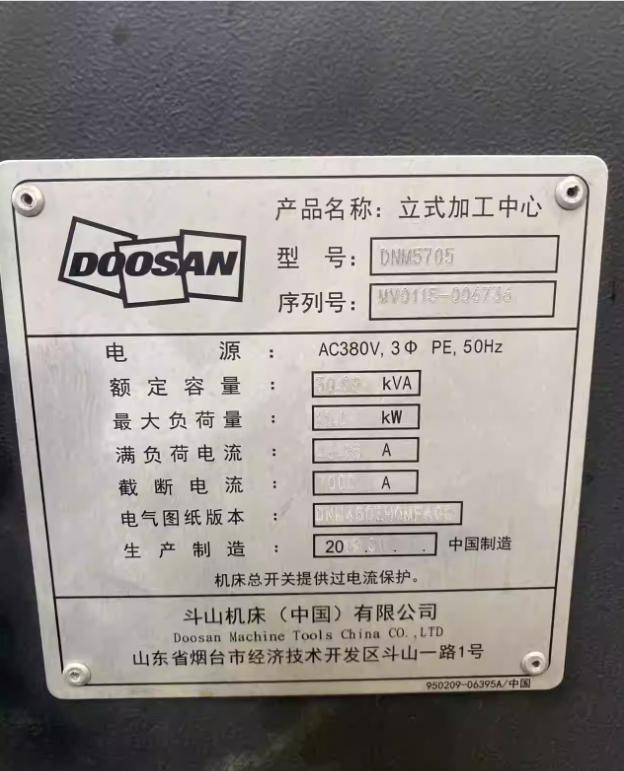 DOOSAN
产品名称: 立式加工中心
型 号: DNM5705
序列号: MV0115-006736
电 源 : AC380V, 3Φ PE, 50Hz
额定容量 : kVA
最大负荷量 : kW
满负荷电流 : A
截断电流 : A
电气图纸版本 :
生产制造 : 20 . . 中国制造
机床总开关提供过电流保护。
斗山机床（中国）有限公司
Doosan Machine Tools China CO.,LTD
山东省烟台市经济技术开发区斗山一路1号
950209-06395A/中国